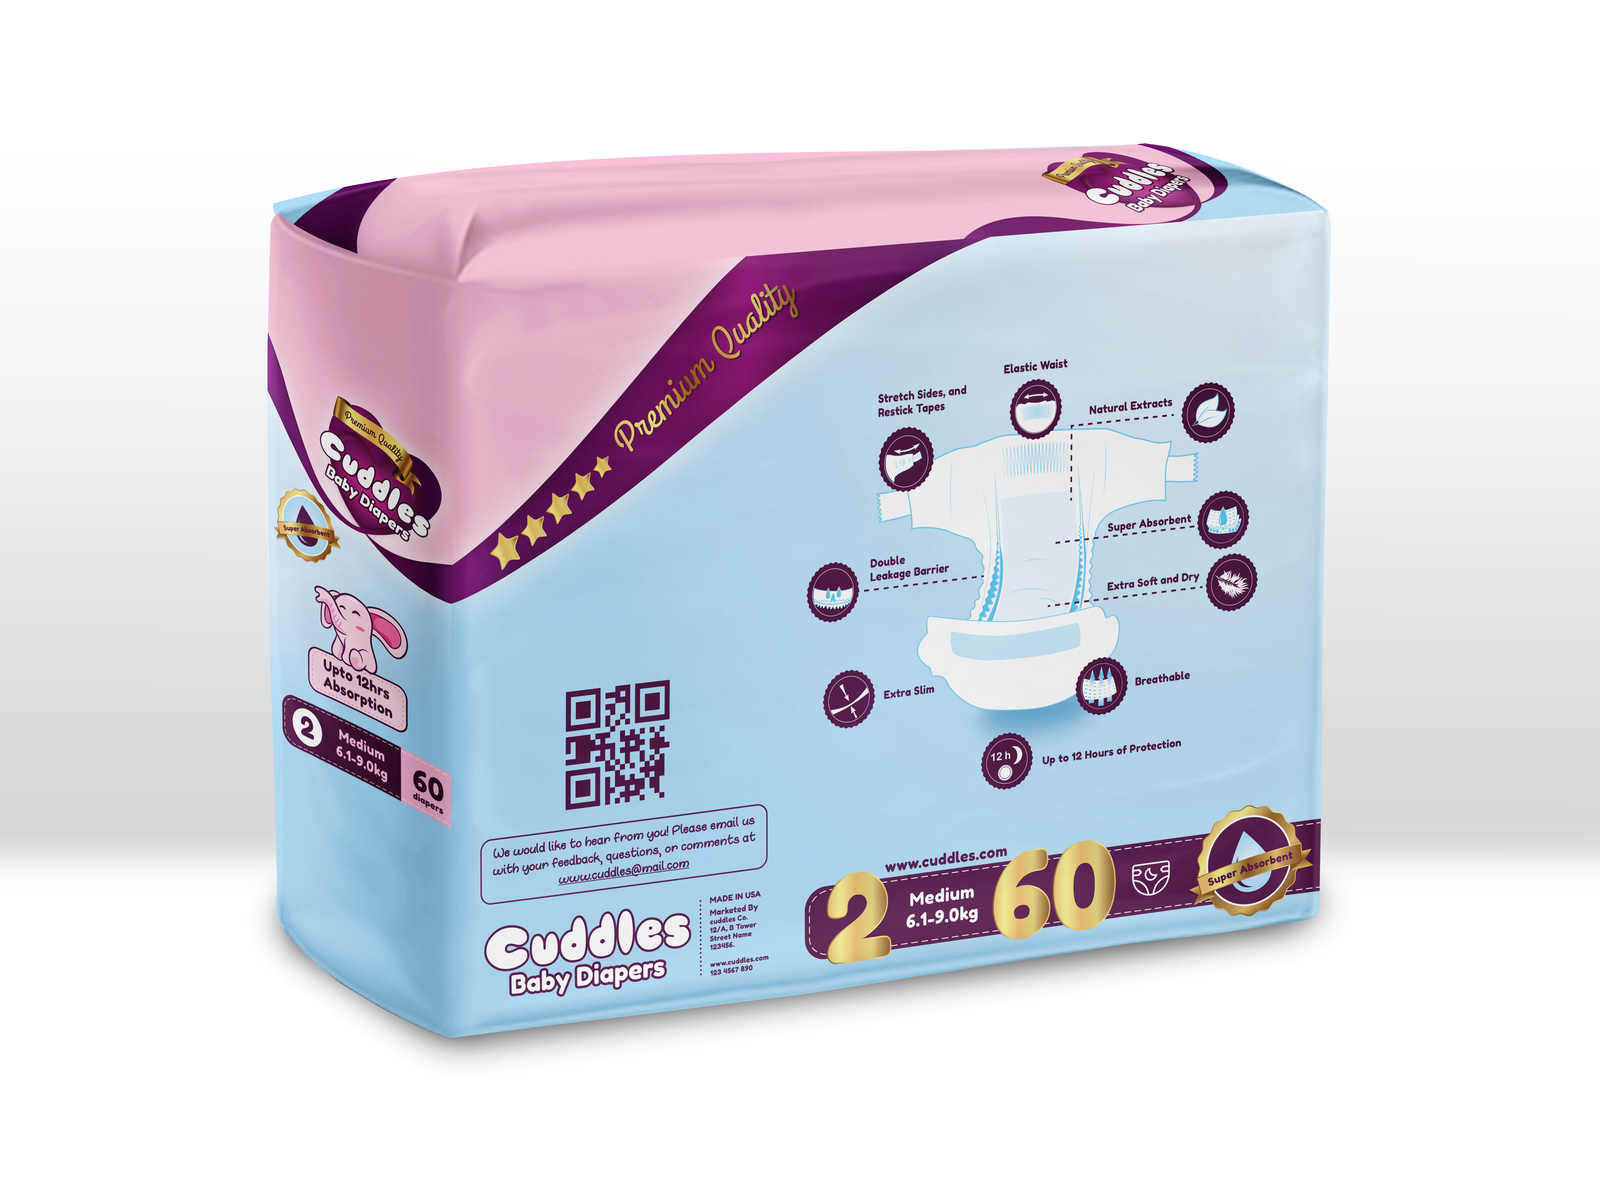 Premium Quality
Cuddles
Baby Diapers
Premium Quality
Premium Quality
Cuddles
Baby Diapers
Super Absorbent
Upto 12hrs
Absorption
2
Medium
6.1-9.0kg
60
diapers
Elastic Waist
Stretch Sides, and
Restick Tapes
Natural Extracts
Super Absorbent
Double
Leakage Barrier
Extra Soft and Dry
Extra Slim
Breathable
12 h
Up to 12 Hours of Protection
We would like to hear from you! Please email us
with your feedback, questions, or comments at
www.cuddles@mail.com
Cuddles
Baby Diapers
MADE IN USA
Marketed By
cuddles Co.
12/A, B Tower
Street Name
123456.
www.cuddles.com
123 4567 890
www.cuddles.com
2
Medium
6.1-9.0kg
60
Super Absorbent